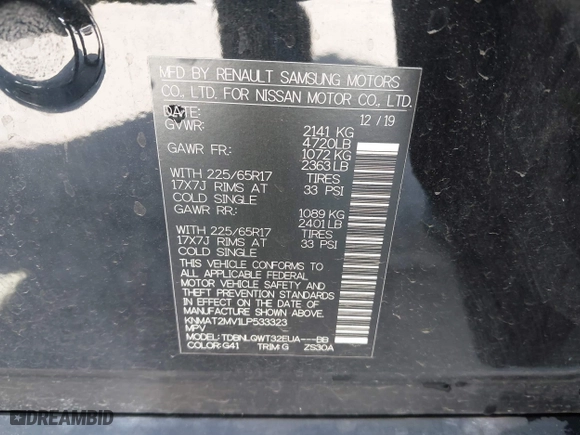 MFD BY RENAULT SAMSUNG MOTORS
CO., LTD. FOR NISSAN MOTOR CO., LTD.
DATE: 12/19
GVWR: 2141 KG
4720LB
GAWR FR: 1072 KG
2363LB
WITH 225/65R17 TIRES
17X7J RIMS AT 33 PSI
COLD SINGLE
GAWR RR: 1089 KG
2401LB
WITH 225/65R17 TIRES
17X7J RIMS AT 33 PSI
COLD SINGLE
THIS VEHICLE CONFORMS TO
ALL APPLICABLE FEDERAL
MOTOR VEHICLE SAFETY AND
THEFT PREVENTION STANDARDS
IN EFFECT ON THE DATE OF
MANUFACTURE SHOWN ABOVE.
KNMAT2MV1LP533323
MPV
MODEL: TDBNLQWT32EUA---BB
COLOR: G41 TRIM: G ZS30A
DREAMBID